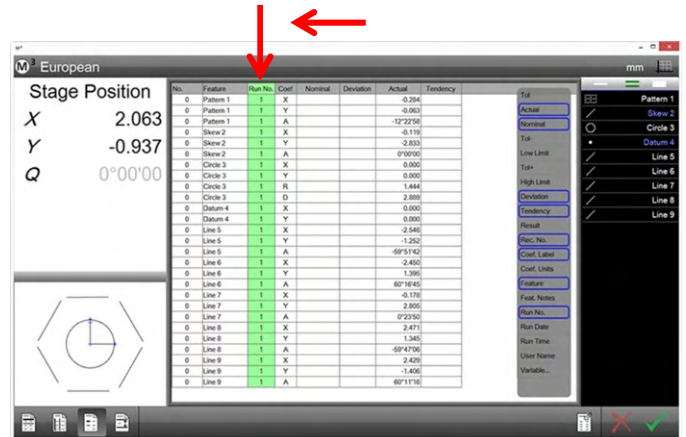 M³
M³ European
mm
Stage Position
X 2.063
Y -0.937
Q 0°00'00
No. Feature Run No. Coef Nominal Deviation Actual Tendency
0 Pattern 1 1 X -0.284
0 Pattern 1 1 Y -0.063
0 Pattern 1 1 A -12°22'58
0 Skew 2 1 X -0.119
0 Skew 2 1 Y -2.833
0 Skew 2 1 A 0°00'00
0 Circle 3 1 X 0.000
0 Circle 3 1 Y 0.000
0 Circle 3 1 R 1.444
0 Circle 3 1 D 2.889
0 Datum 4 1 X 0.000
0 Datum 4 1 Y 0.000
0 Line 5 1 X -2.546
0 Line 5 1 Y -1.252
0 Line 5 1 A -59°51'42
0 Line 6 1 X -2.450
0 Line 6 1 Y 1.395
0 Line 6 1 A 60°16'45
0 Line 7 1 X -0.178
0 Line 7 1 Y 2.805
0 Line 7 1 A 0°23'50
0 Line 8 1 X 2.471
0 Line 8 1 Y 1.345
0 Line 8 1 A -59°47'06
0 Line 9 1 X 2.429
0 Line 9 1 Y -1.406
0 Line 9 1 A 60°11'16
Tol
Actual
Nominal
Tol-
Low Limit
Tol+
High Limit
Deviation
Tendency
Result
Rec. No.
Coef. Label
Coef. Units
Feature
Feat. Notes
Run No.
Run Date
Run Time
User Name
Variable...
Pattern 1
Skew 2
Circle 3
Datum 4
Line 5
Line 6
Line 7
Line 8
Line 9